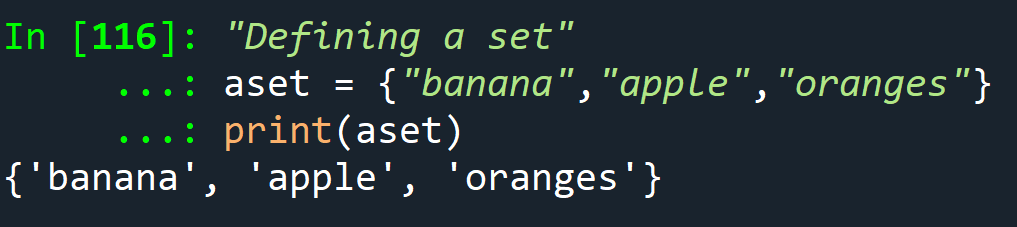 In [116]: "Defining a set"
...: aset = {"banana","apple","oranges"}
...: print(aset)
{'banana', 'apple', 'oranges'}